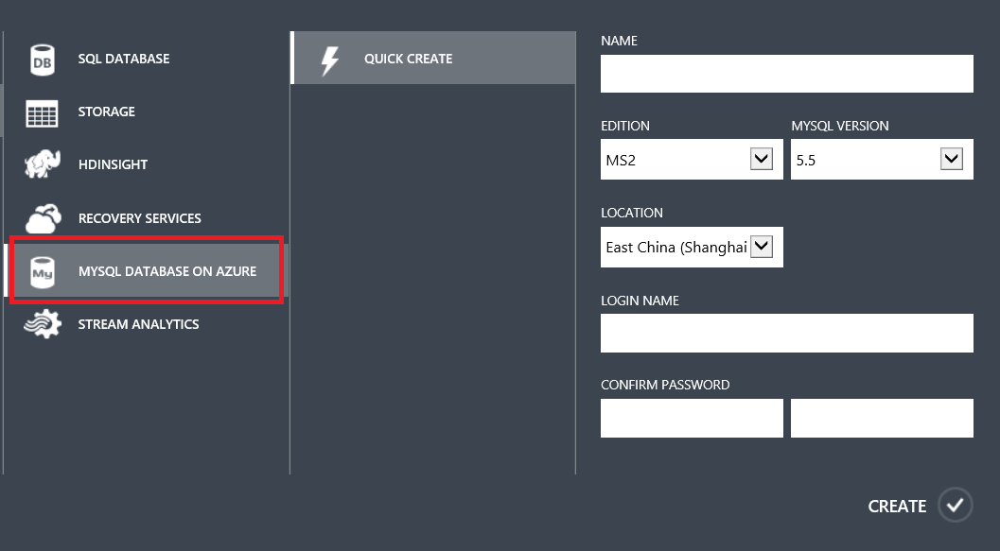 DB
SQL DATABASE
STORAGE
HDINSIGHT
RECOVERY SERVICES
My
MYSQL DATABASE ON AZURE
STREAM ANALYTICS
QUICK CREATE
NAME
EDITION
MYSQL VERSION
MS2
5.5
LOCATION
East China (Shanghai
LOGIN NAME
CONFIRM PASSWORD
CREATE